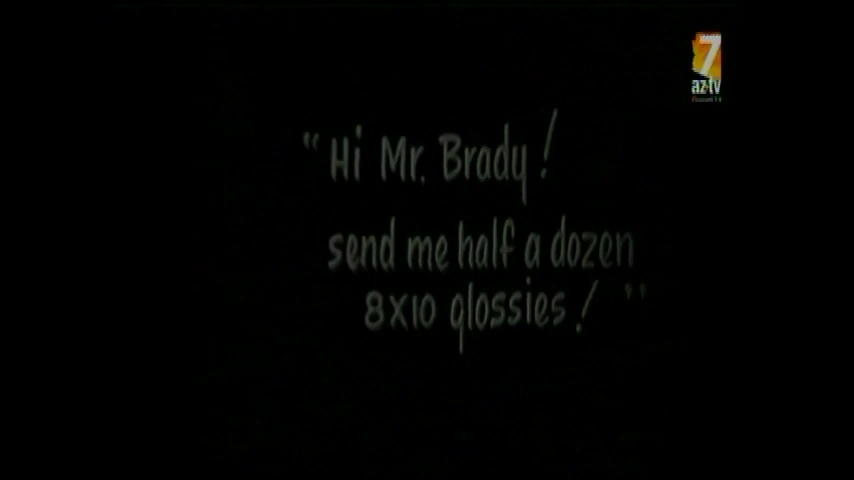 7
az-tv
" Hi Mr. Brady!
send me half a dozen
8x10 glossies! "